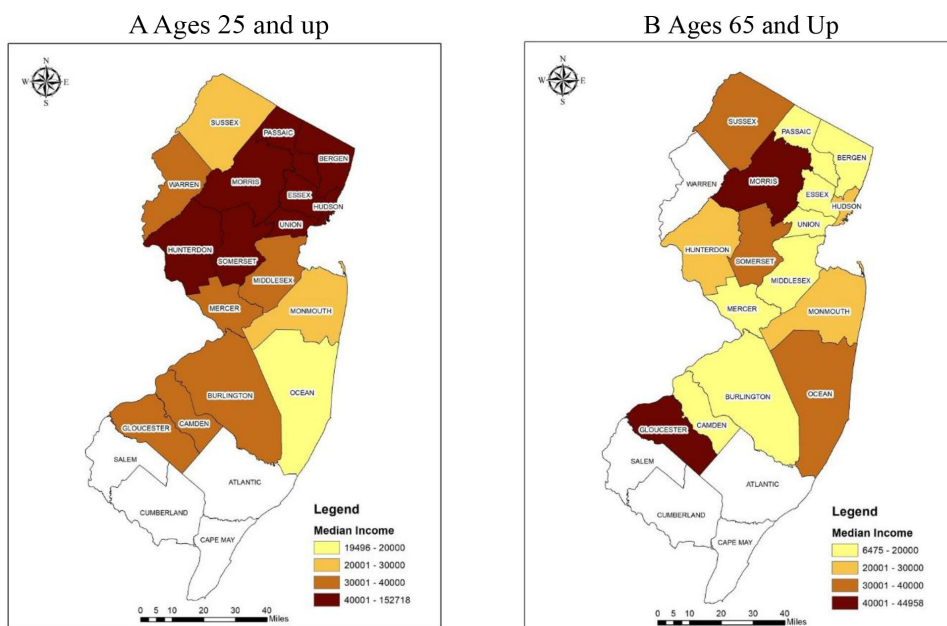 A Ages 25 and up
N
W E
S
SUSSEX
PASSAIC
BERGEN
WARREN
MORRIS
ESSEX
HUDSON
UNION
HUNTERDON
SOMERSET
MIDDLESEX
MERCER
MONMOUTH
OCEAN
BURLINGTON
CAMDEN
GLOUCESTER
SALEM
ATLANTIC
CUMBERLAND
CAPE MAY
Legend
Median Income
19496 - 20000
20001 - 30000
30001 - 40000
40001 - 152718
0 5 10 20 30 40
Miles
B Ages 65 and Up
N
W E
S
SUSSEX
PASSAIC
BERGEN
WARREN
MORRIS
ESSEX
HUDSON
UNION
HUNTERDON
SOMERSET
MIDDLESEX
MERCER
MONMOUTH
OCEAN
BURLINGTON
CAMDEN
GLOUCESTER
SALEM
ATLANTIC
CUMBERLAND
CAPE MAY
Legend
Median Income
6475 - 20000
20001 - 30000
30001 - 40000
40001 - 44958
0 5 10 20 30 40
Miles